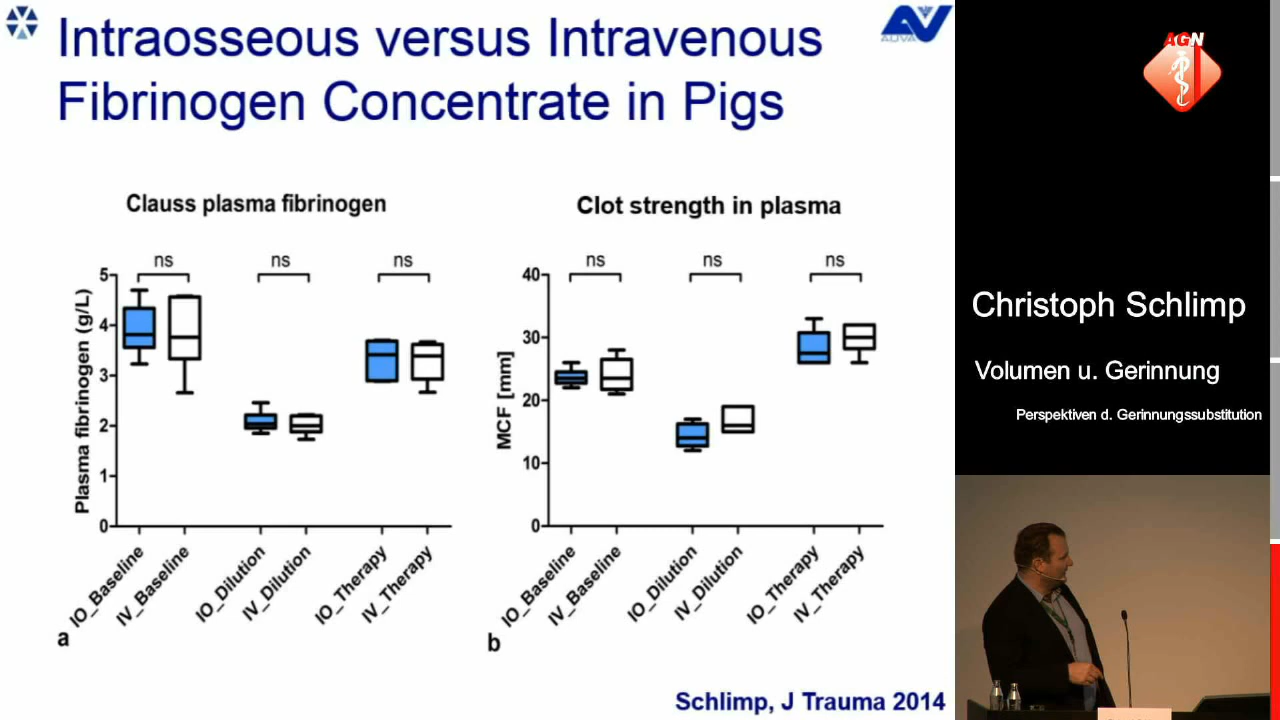 Intraosseous versus Intravenous
Fibrinogen Concentrate in Pigs
AUVA
AGN
Clauss plasma fibrinogen
ns ns ns
Plasma fibrinogen (g/L)
5
4
3
2
1
0
IO_Baseline
IV_Baseline
IO_Dilution
IV_Dilution
IO_Therapy
IV_Therapy
a
Clot strength in plasma
ns ns ns
MCF [mm]
40
30
20
10
0
IO_Baseline
IV_Baseline
IO_Dilution
IV_Dilution
IO_Therapy
IV_Therapy
b
Schlimp, J Trauma 2014
Christoph Schlimp
Volumen u. Gerinnung
Perspektiven d. Gerinnungssubstitution